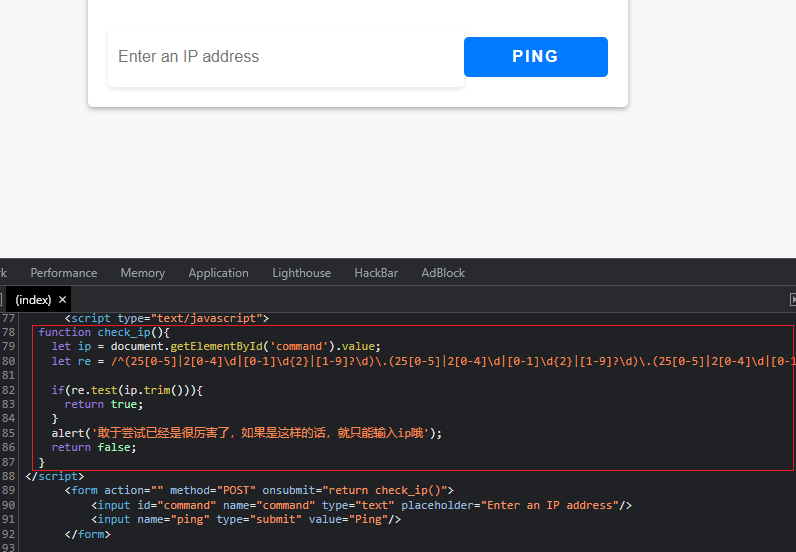 Enter an IP address
PING
k Performance Memory Application Lighthouse HackBar AdBlock
(index) ×
77 <script type="text/javascript">
78 function check_ip(){
79 let ip = document.getElementById('command').value;
80 let re = /^(25[0-5]|2[0-4]\d|[0-1]\d{2}|[1-9]?\d)\.(25[0-5]|2[0-4]\d|[0-1]\d{2}|[1-9]?\d)\.(25[0-5]|2[0-4]\d|[0-1
81
82 if(re.test(ip.trim())){
83 return true;
84 }
85 alert('敢于尝试已经是很厉害了，如果是这样的话，就只能输入ip哦');
86 return false;
87 }
88 </script>
89 <form action="" method="POST" onsubmit="return check_ip()">
90 <input id="command" name="command" type="text" placeholder="Enter an IP address"/>
91 <input name="ping" type="submit" value="Ping"/>
92 </form>
93